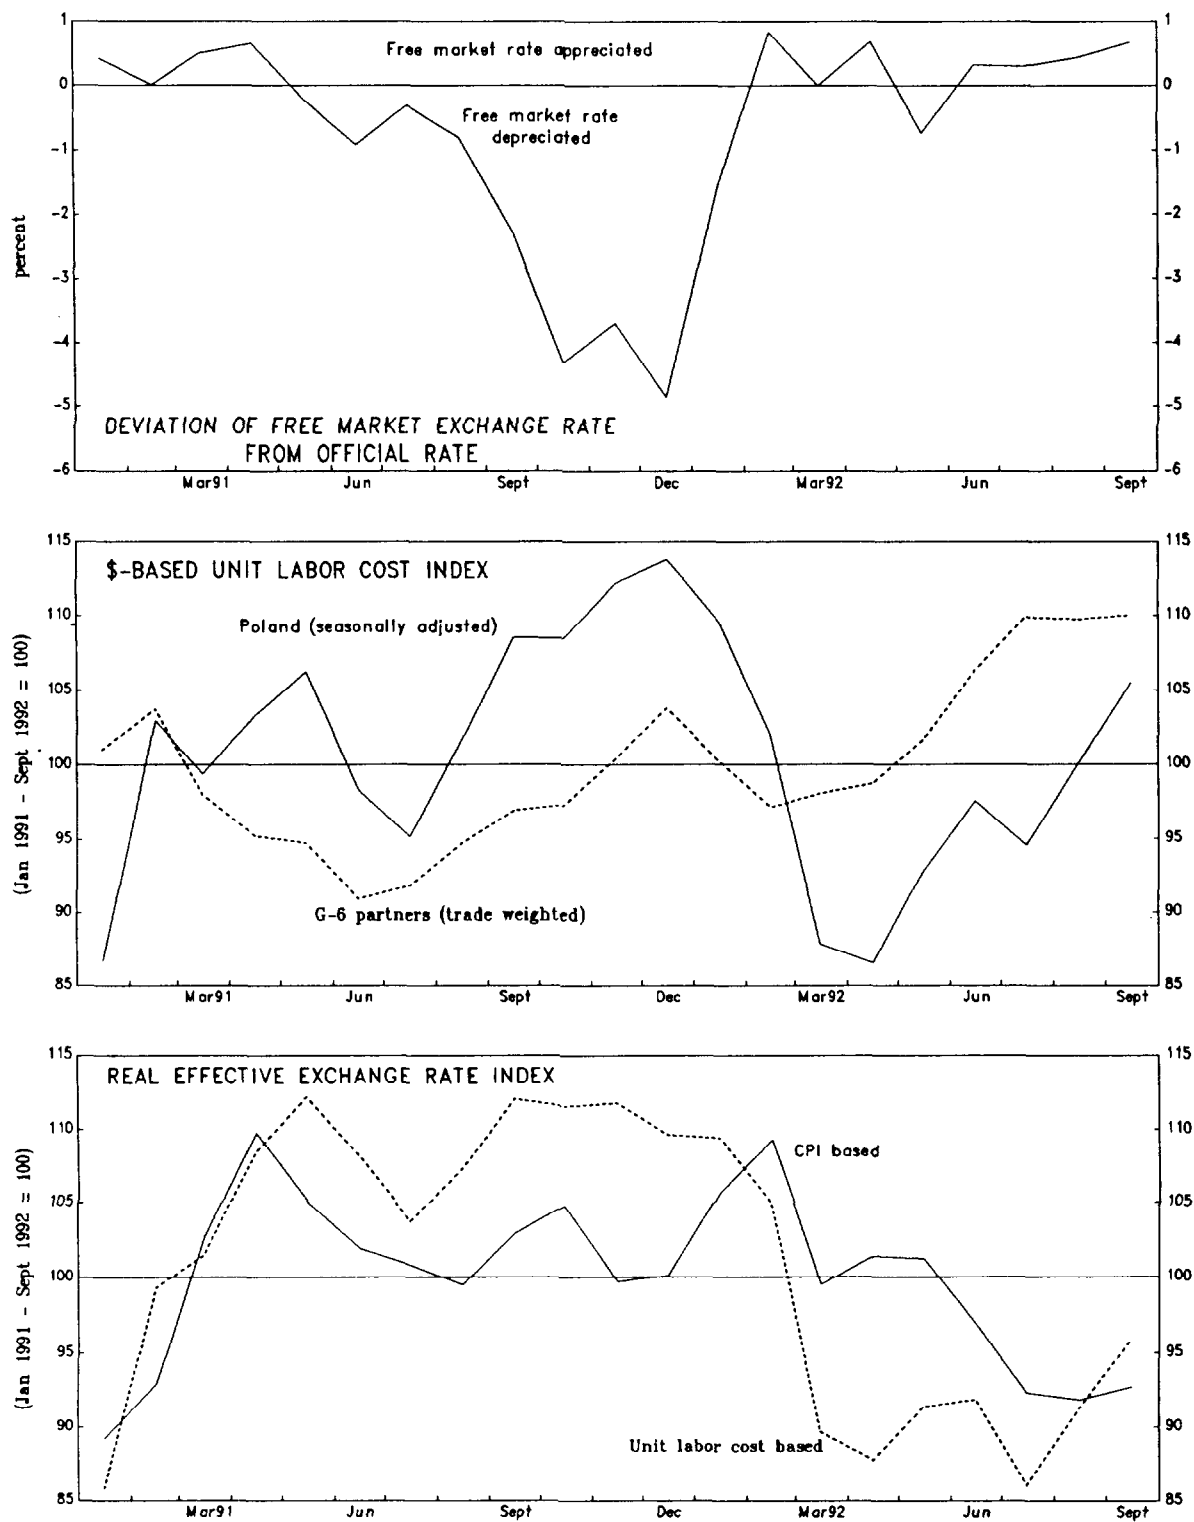 1
1
Free market rate appreciated
0
0
Free market rate
depreciated
-1
-1
-2
-2
percent
-3
-3
-4
-4
-5
-5
DEVIATION OF FREE MARKET EXCHANGE RATE
FROM OFFICIAL RATE
-6
-6
Mar91
Jun
Sept
Dec
Mar92
Jun
Sept
115
115
$-BASED UNIT LABOR COST INDEX
110
110
Poland (seasonally adjusted)
105
105
(Jan 1991 - Sept 1992 = 100)
100
100
95
95
90
90
G-6 partners (trade weighted)
85
85
Mar91
Jun
Sept
Dec
Mar92
Jun
Sept
115
115
REAL EFFECTIVE EXCHANGE RATE INDEX
110
110
CPI based
105
105
(Jan 1991 - Sept 1992 = 100)
100
100
95
95
90
90
Unit labor cost based
85
85
Mar91
Jun
Sept
Dec
Mar92
Jun
Sept